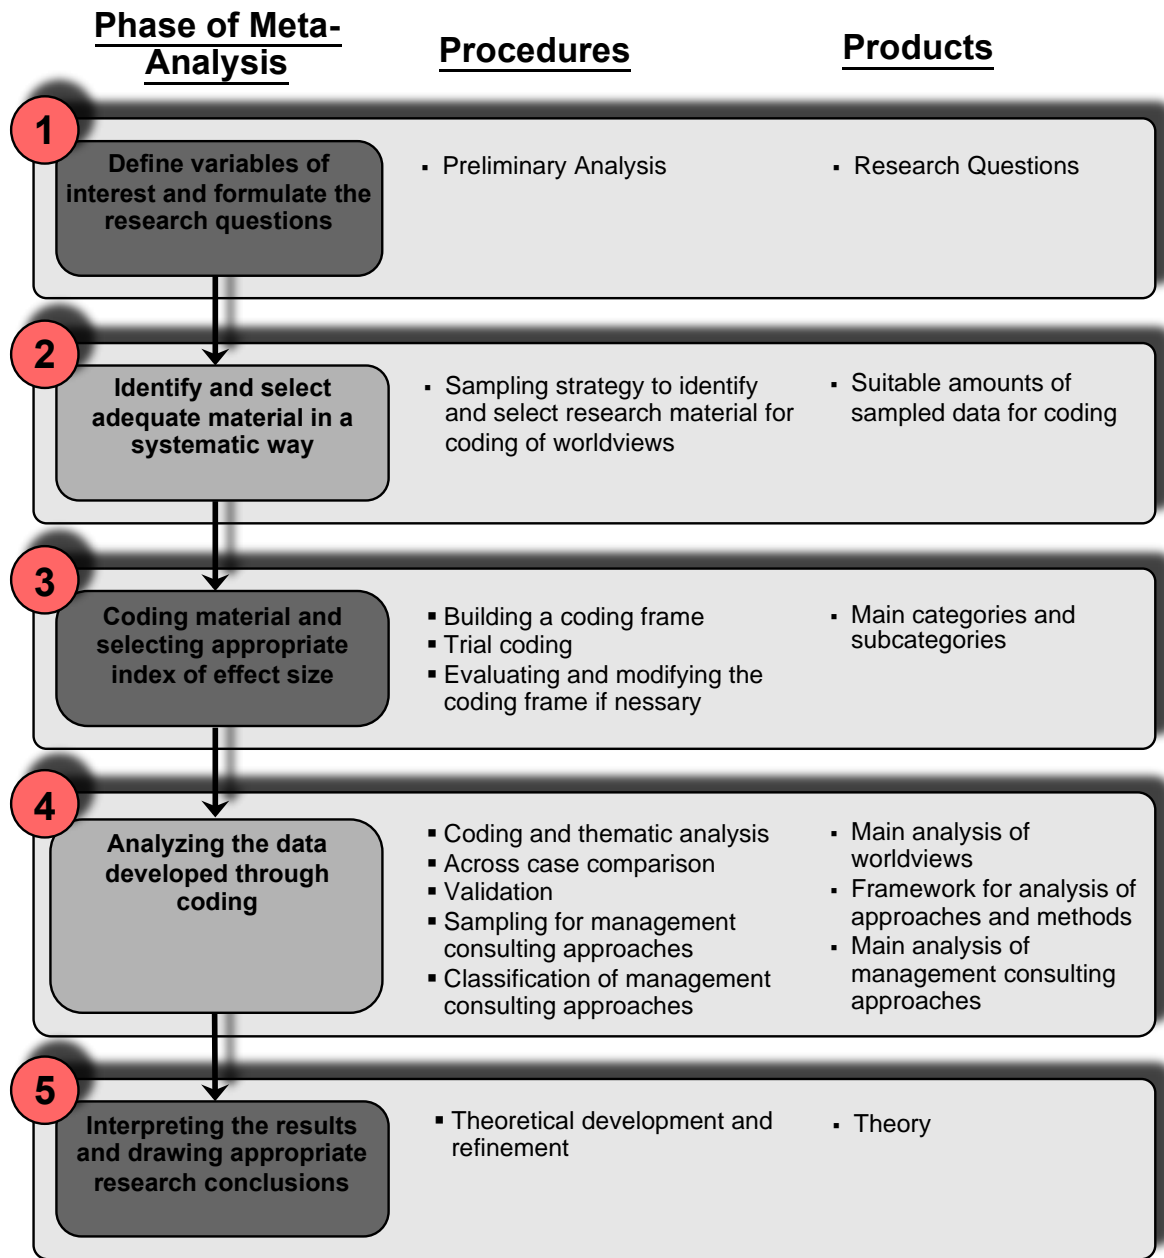 Phase of Meta-
Analysis
Procedures
Products
1
Define variables of
interest and formulate the
research questions
▪ Preliminary Analysis
▪ Research Questions
2
Identify and select
adequate material in a
systematic way
▪ Sampling strategy to identify
and select research material for
coding of worldviews
▪ Suitable amounts of
sampled data for coding
3
Coding material and
selecting appropriate
index of effect size
▪ Building a coding frame
▪ Trial coding
▪ Evaluating and modifying the
coding frame if nessary
▪ Main categories and
subcategories
4
Analyzing the data
developed through
coding
▪ Coding and thematic analysis
▪ Across case comparison
▪ Validation
▪ Sampling for management
consulting approaches
▪ Classification of management
consulting approaches
▪ Main analysis of
worldviews
▪ Framework for analysis of
approaches and methods
▪ Main analysis of
management consulting
approaches
5
Interpreting the results
and drawing appropriate
research conclusions
▪ Theoretical development and
refinement
▪ Theory